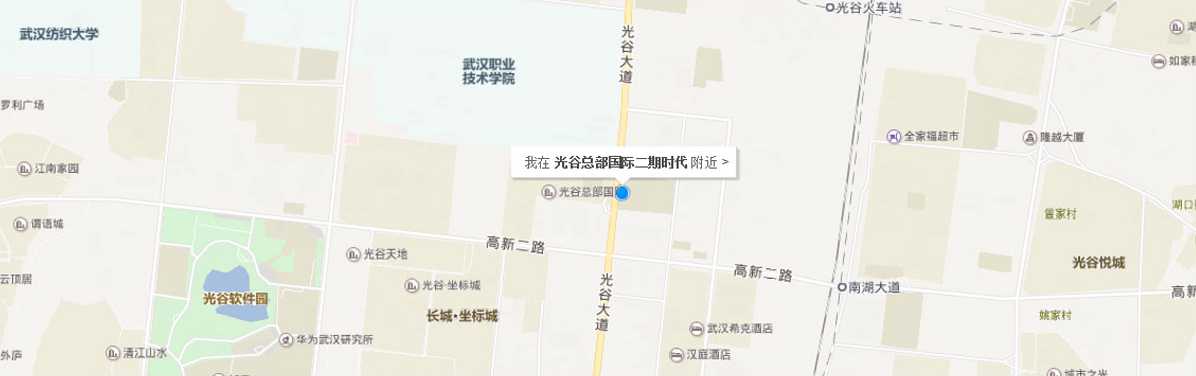 光谷火车站
武汉纺织大学
光谷大道
武汉职业
技术学院
如家
罗利广场
全家福超市
隆越大厦
我在 光谷总部国际二期时代 附近 >
江南家园
光谷总部国
湖口
曾家村
谓语城
高新二路
光谷天地
光谷悦城
高新二路
云顶居
光谷·坐标城
南湖大道
高新
光谷软件园
光谷大道
长城·坐标城
姚家村
武汉希克酒店
华为武汉研究所
清江山水
汉庭酒店
外庐
城市之光